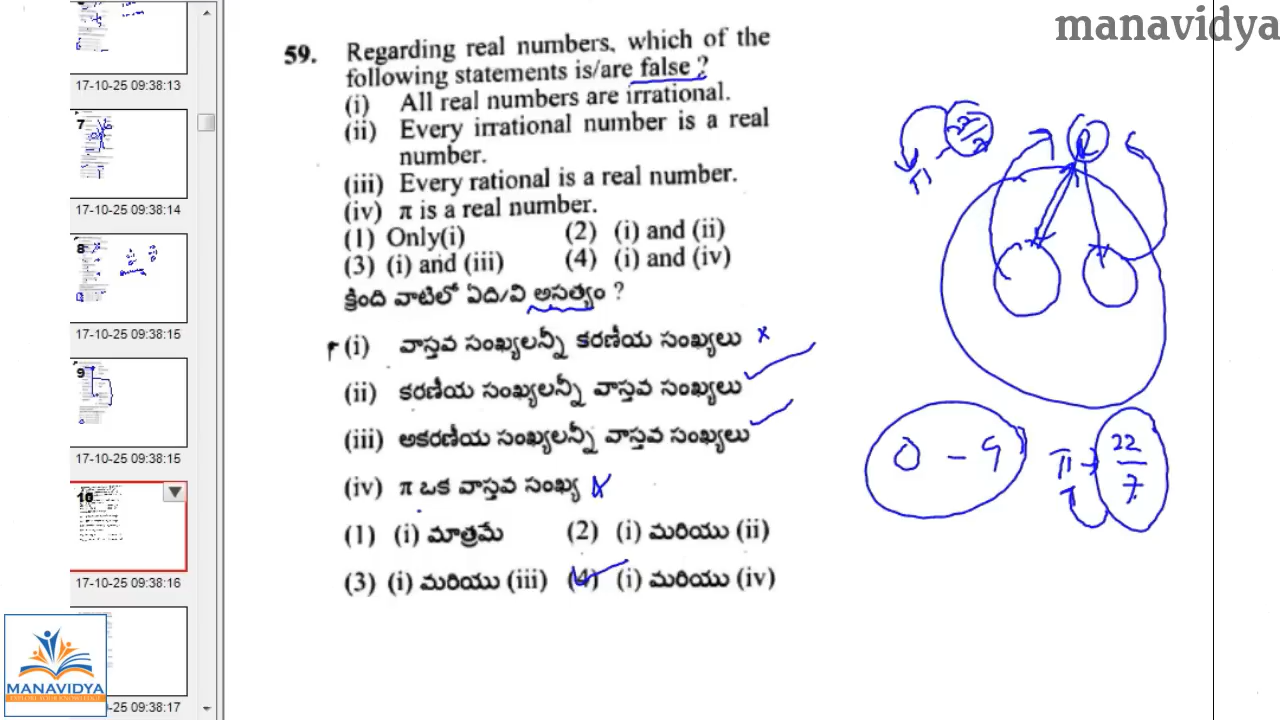 manavidya
17-10-25 09:38:13
7
17-10-25 09:38:14
8
17-10-25 09:38:15
9
17-10-25 09:38:15
10
17-10-25 09:38:16
0-25 09:38:17
MANAVIDYA
59. Regarding real numbers, which of the
following statements is/are false ?
(i) All real numbers are irrational.
(ii) Every irrational number is a real
number.
(iii) Every rational is a real number.
(iv) π is a real number.
(1) Only(i) (2) (i) and (ii)
(3) (i) and (iii) (4) (i) and (iv)
క్రింది వాటిలో ఏది/వి అసత్యం ?
(i) వాస్తవ సంఖ్యలన్నీ కరణీయ సంఖ్యలు
(ii) కరణీయ సంఖ్యలన్నీ వాస్తవ సంఖ్యలు
(iii) అకరణీయ సంఖ్యలన్నీ వాస్తవ సంఖ్యలు
(iv) π ఒక వాస్తవ సంఖ్య
(1) (i) మాత్రమే (2) (i) మరియు (ii)
(3) (i) మరియు (iii) (4) (i) మరియు (iv)
R
π
0 - 9
π 22/7